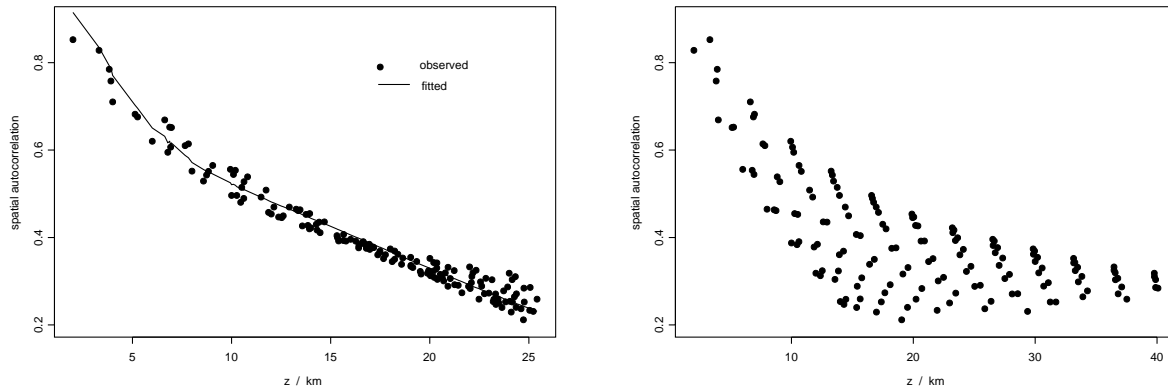 0.8
0.6
0.4
0.2
spatial autocorrelation
observed
fitted
5 10 15 20 25
z / km
0.8
0.6
0.4
0.2
spatial autocorrelation
10 20 30 40
z / km